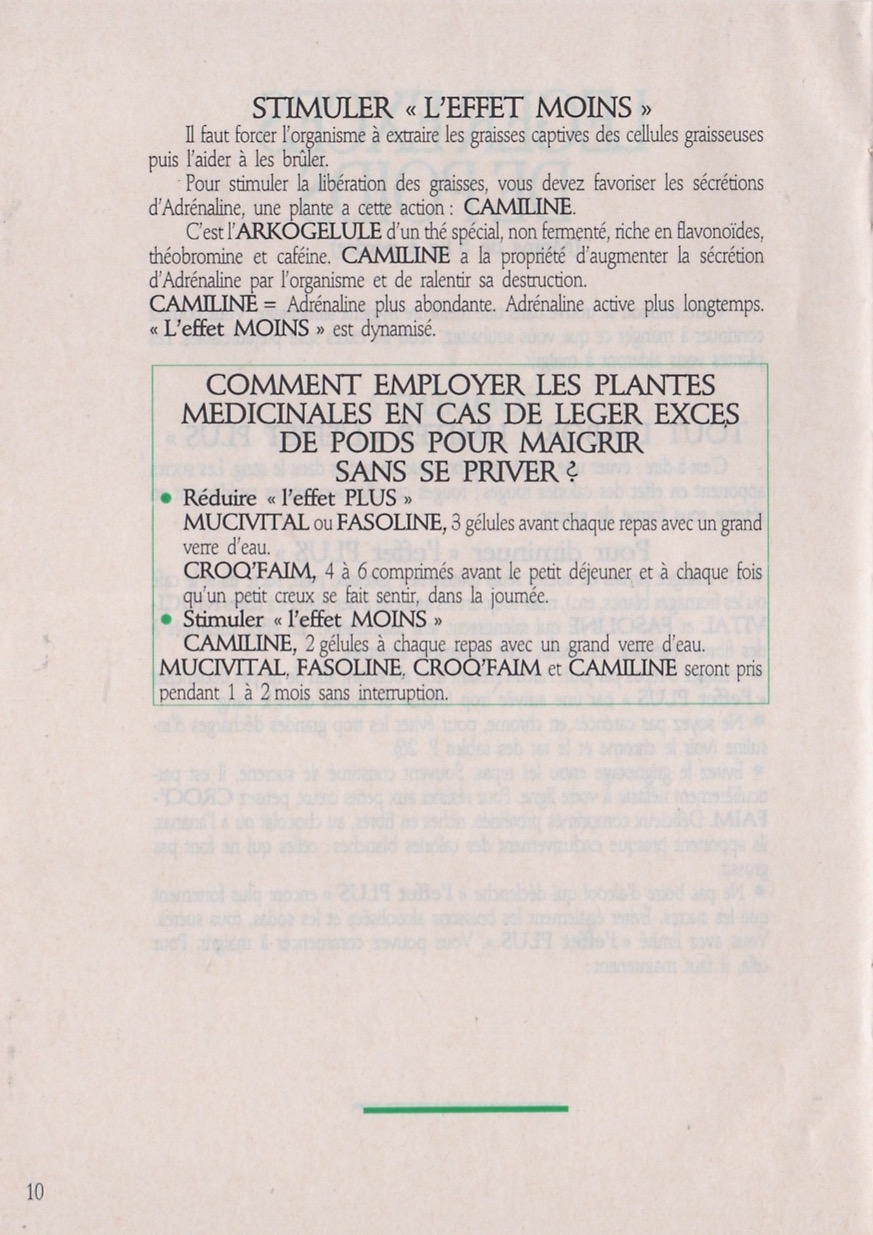 STIMULER « L'EFFET MOINS »
Il faut forcer l'organisme à extraire les graisses captives des cellules graisseuses
puis l'aider à les brûler.
Pour stimuler la libération des graisses, vous devez favoriser les sécrétions
d'Adrénaline, une plante a cette action : CAMILINE.
C'est l'ARKOGELULE d'un thé spécial, non fermenté, riche en flavonoïdes,
théobromine et caféine. CAMILINE a la propriété d'augmenter la sécrétion
d'Adrénaline par l'organisme et de ralentir sa destruction.
CAMILINE = Adrénaline plus abondante. Adrénaline active plus longtemps.
« L'effet MOINS » est dynamisé.
COMMENT EMPLOYER LES PLANTES
MEDICINALES EN CAS DE LEGER EXCES
DE POIDS POUR MAIGRIR
SANS SE PRIVER ?
• Réduire « l'effet PLUS »
MUCIVITAL ou FASOLINE, 3 gélules avant chaque repas avec un grand
verre d'eau.
CROQ'FAIM, 4 à 6 comprimés avant le petit déjeuner et à chaque fois
qu'un petit creux se fait sentir, dans la journée.
• Stimuler « l'effet MOINS »
CAMILINE, 2 gélules à chaque repas avec un grand verre d'eau.
MUCIVITAL, FASOLINE, CROQ'FAIM et CAMILINE seront pris
pendant 1 à 2 mois sans interruption.
10